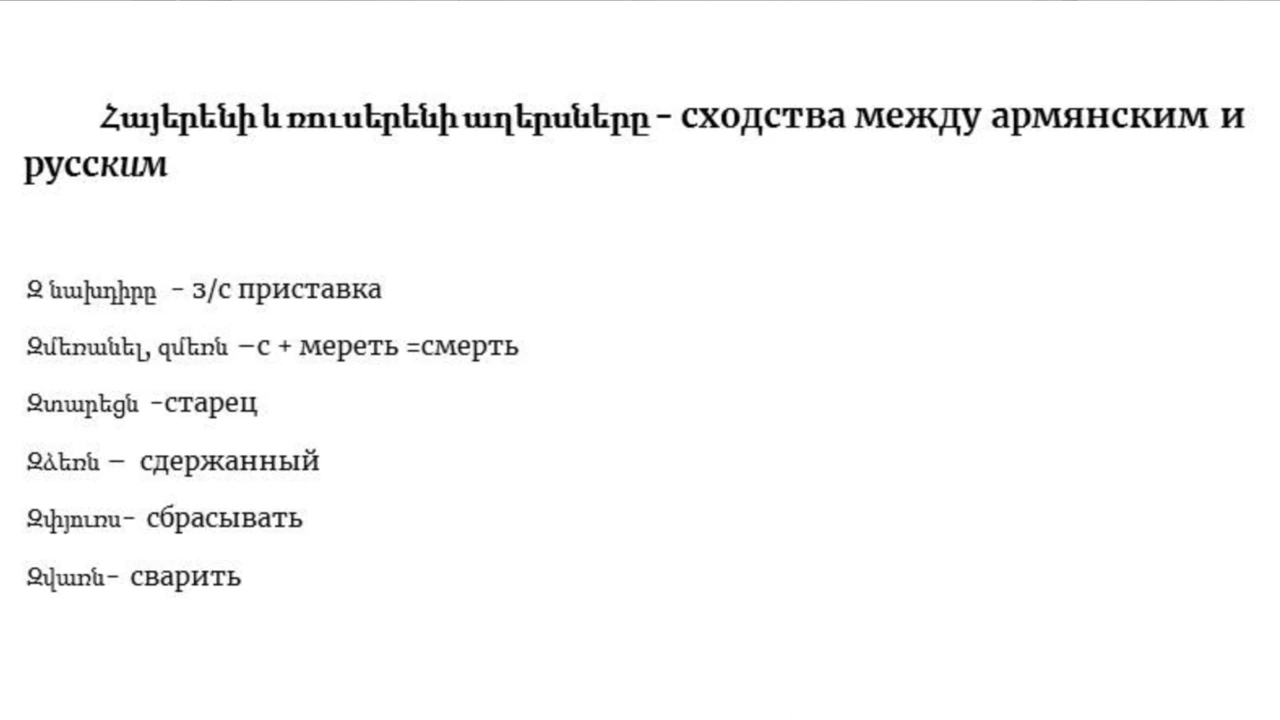 Հայերենի և ռուսերենի աղերսները - сходства между армянским и
русским
Զ նախդիրը - з/с приставка
Զմեռանել, զմեռն –с + мереть =смерть
Զտարեցն -старец
Զձեռն – сдержанный
Զփյուռս- сбрасывать
Զվառն- сварить